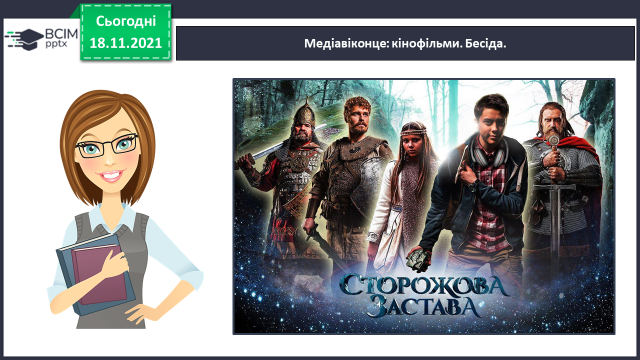 ВСІМ
pptx
Сьогодні
18.11.2021
Медіавіконце: кінофільми. Бесіда.
СТОРОЖОВА
ЗАСТАВА